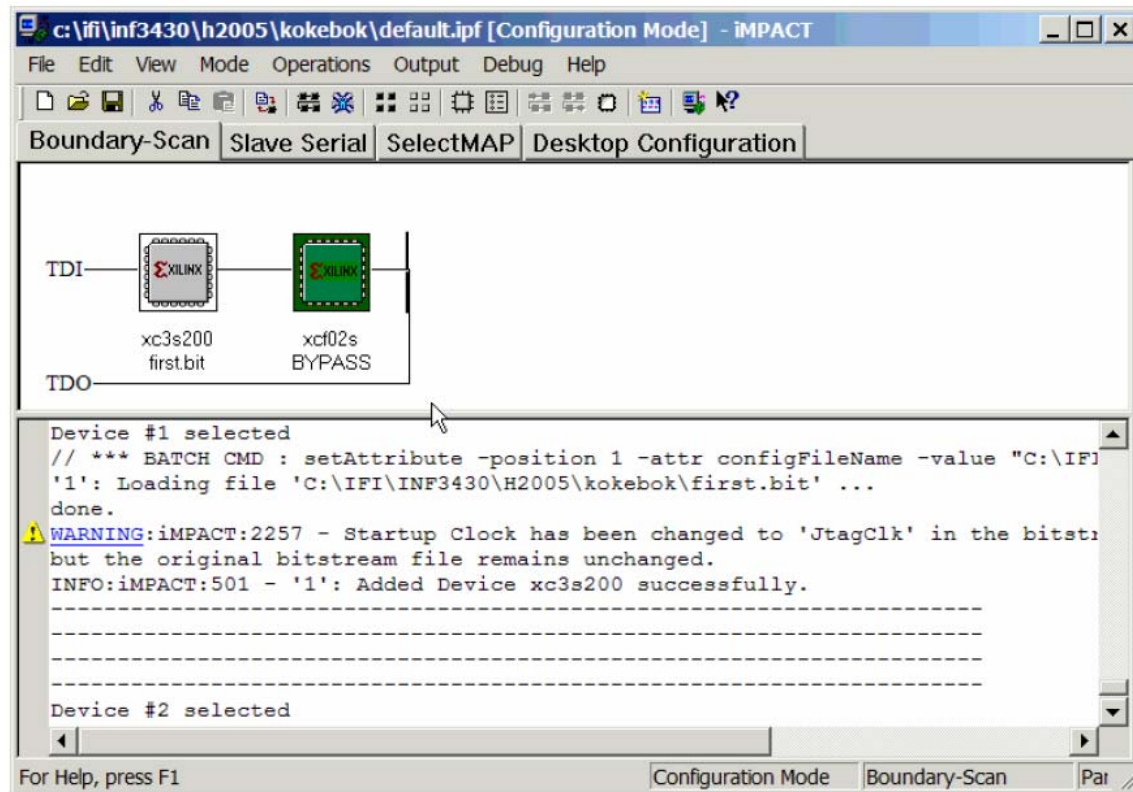 c:\ifi\inf3430\h2005\kokebok\default.ipf [Configuration Mode] - iMPACT
File Edit View Mode Operations Output Debug Help
Boundary-Scan Slave Serial SelectMAP Desktop Configuration
TDI XILINX XILINX
xc3s200 xcf02s
first.bit BYPASS
TDO
Device #1 selected
// *** BATCH CMD : setAttribute -position 1 -attr configFileName -value "C:\IFI
'1': Loading file 'C:\IFI\INF3430\H2005\kokebok\first.bit' ...
done.
WARNING:iMPACT:2257 - Startup Clock has been changed to 'JtagClk' in the bitstr
but the original bitstream file remains unchanged.
INFO:iMPACT:501 - '1': Added Device xc3s200 successfully.
----------------------------------------------------------------------
----------------------------------------------------------------------
----------------------------------------------------------------------
----------------------------------------------------------------------
Device #2 selected
For Help, press F1 Configuration Mode Boundary-Scan Par